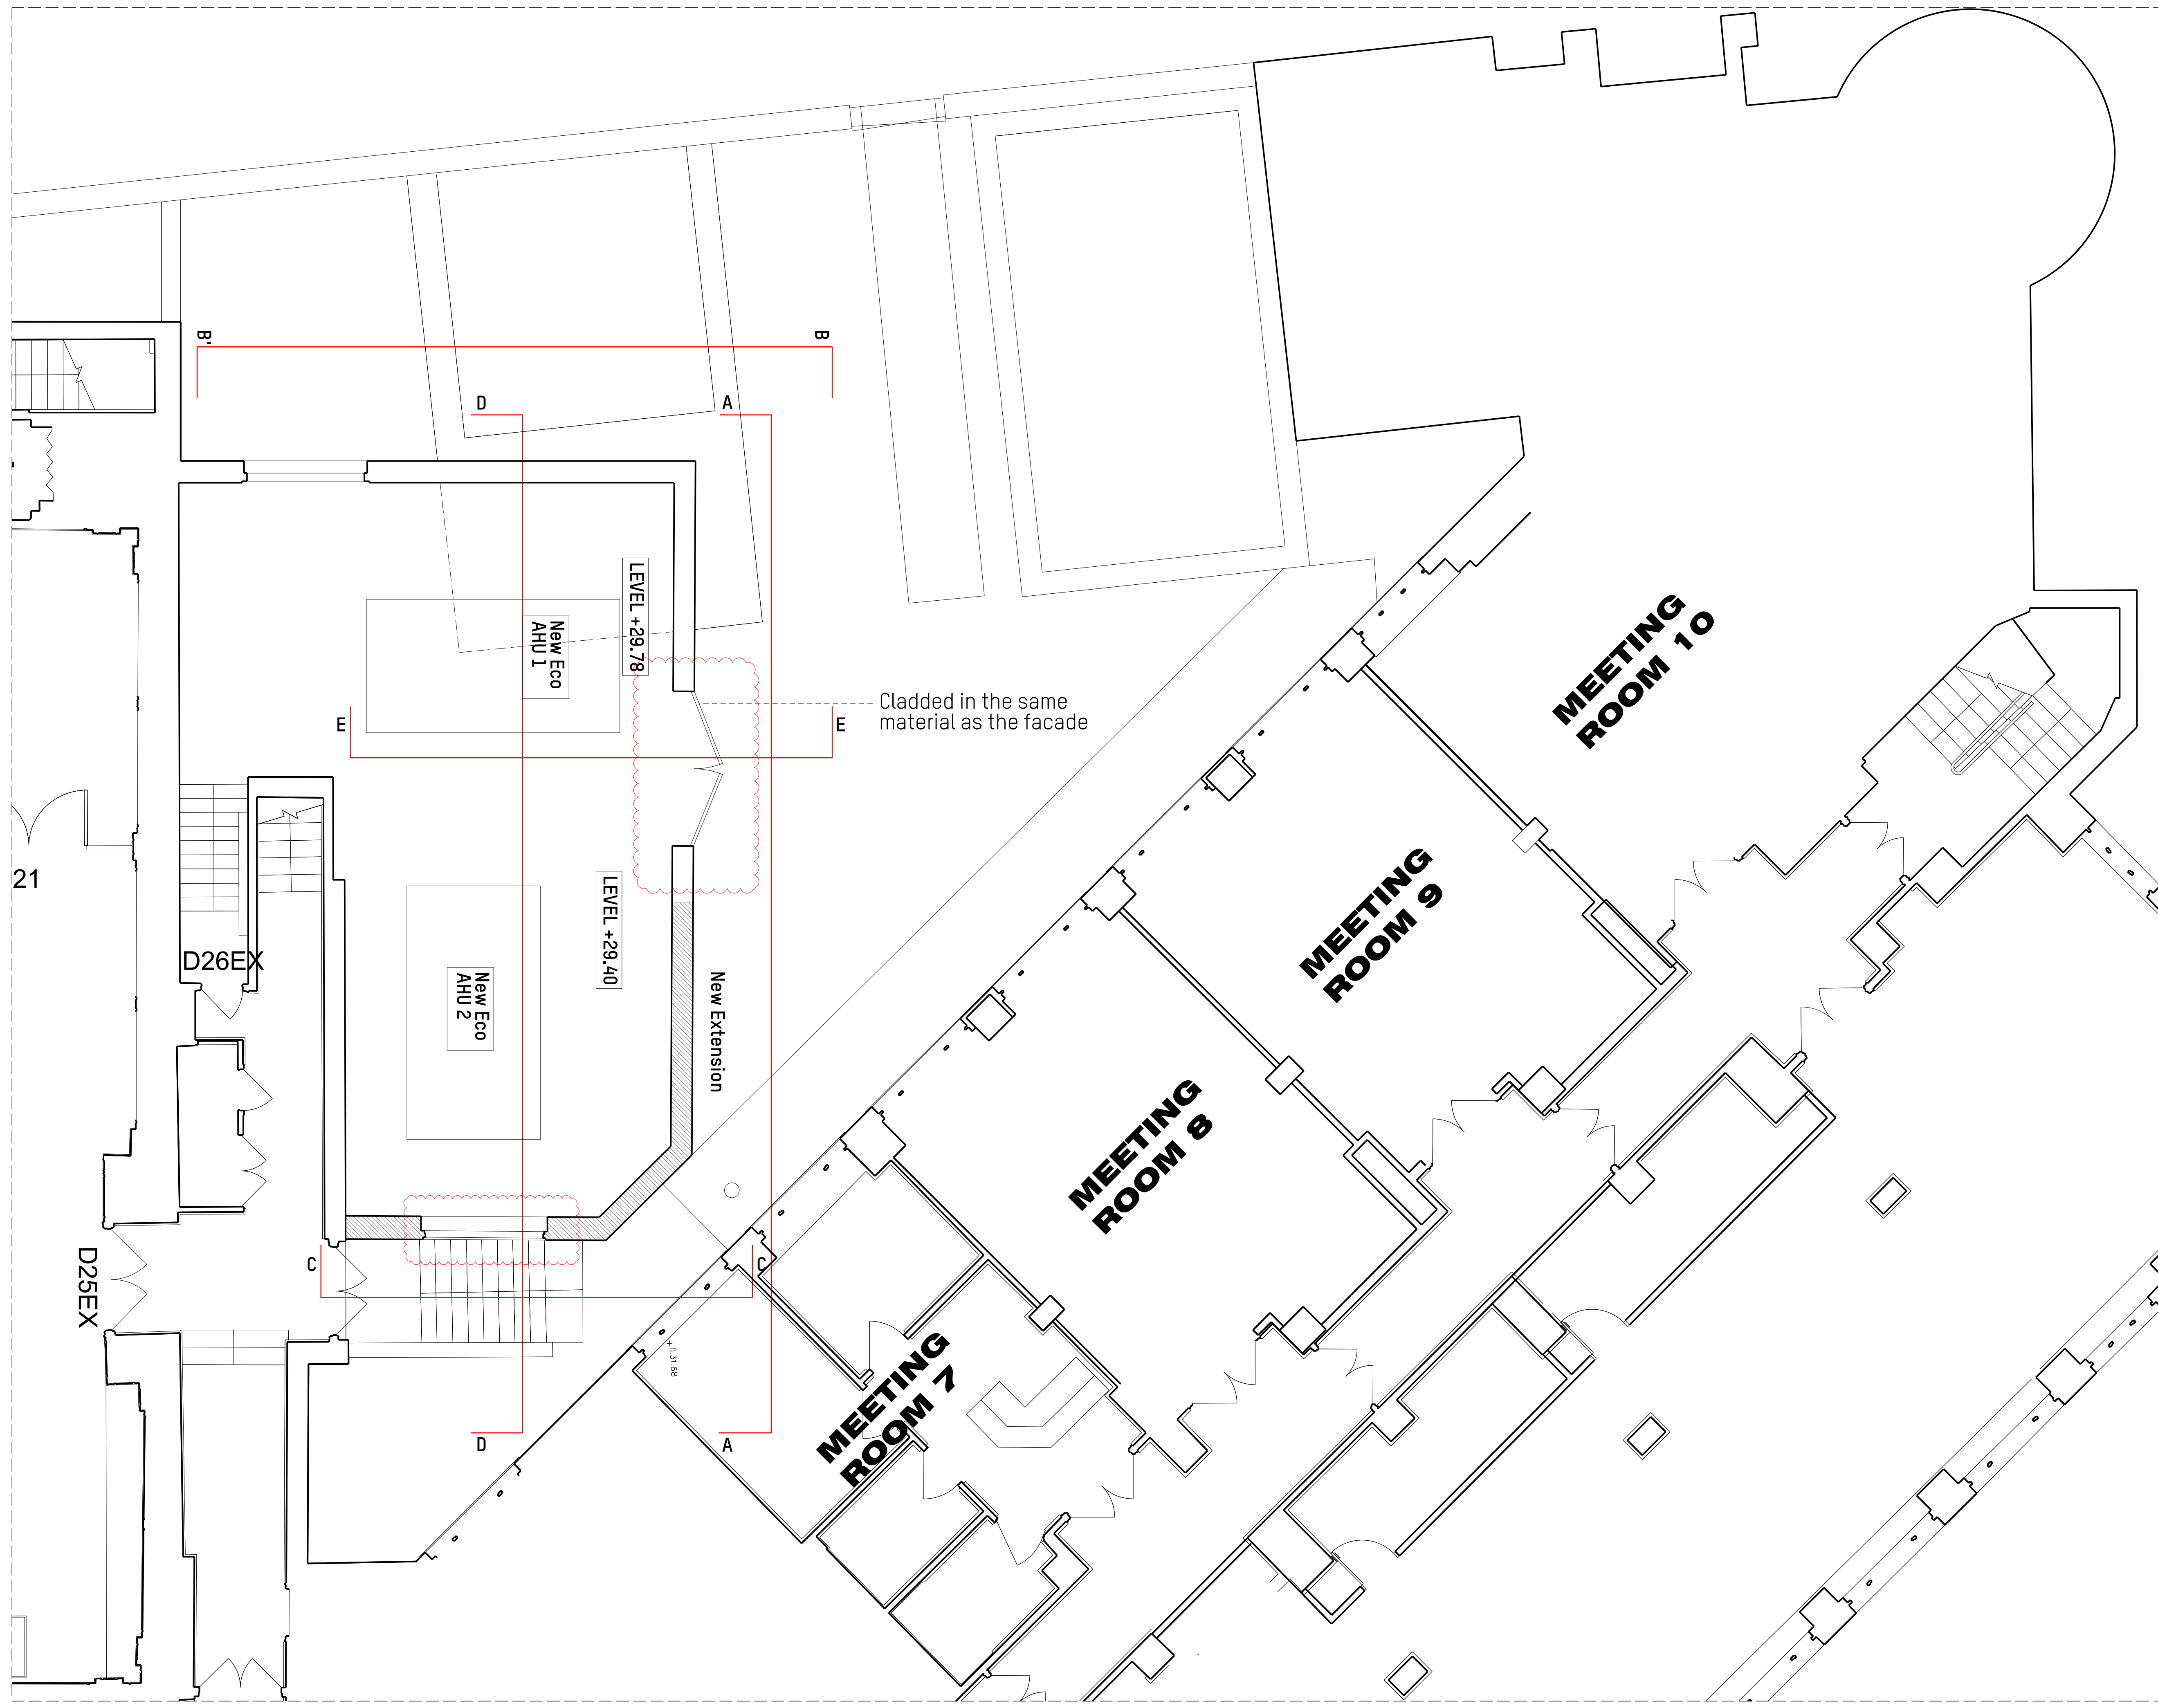 B'
B
D
A
LEVEL +29.78
New Eco
AHU 1
Cladded in the same
material as the facade
E
E
MEETING
ROOM 10
21
LEVEL +29.40
MEETING
ROOM 9
D26EX
New Eco
AHU 2
New Extension
MEETING
ROOM 8
D25EX
C
C
IL31.68
MEETING
ROOM 7
D
A